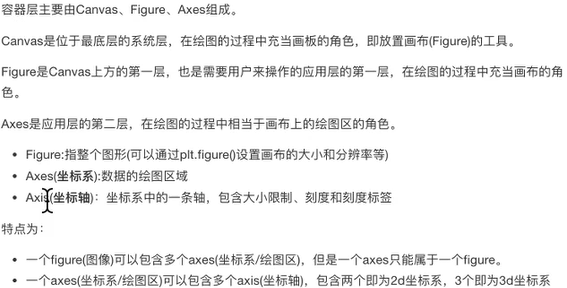 容器层主要由Canvas、Figure、Axes组成。
Canvas是位于最底层的系统层，在绘图的过程中充当画板的角色，即放置画布(Figure)的工具。
Figure是Canvas上方的第一层，也是需要用户来操作的应用层的第一层，在绘图的过程中充当画布的角
色。
Axes是应用层的第二层，在绘图的过程中相当于画布上的绘图区的角色。
• Figure:指整个图形(可以通过plt.figure()设置画布的大小和分辨率等)
• Axes(坐标系):数据的绘图区域
• Axis(坐标轴)：坐标系中的一条轴，包含大小限制、刻度和刻度标签
特点为：
• 一个figure(图像)可以包含多个axes(坐标系/绘图区)，但是一个axes只能属于一个figure。
• 一个axes(坐标系/绘图区)可以包含多个axis(坐标轴)，包含两个即为2d坐标系，3个即为3d坐标系